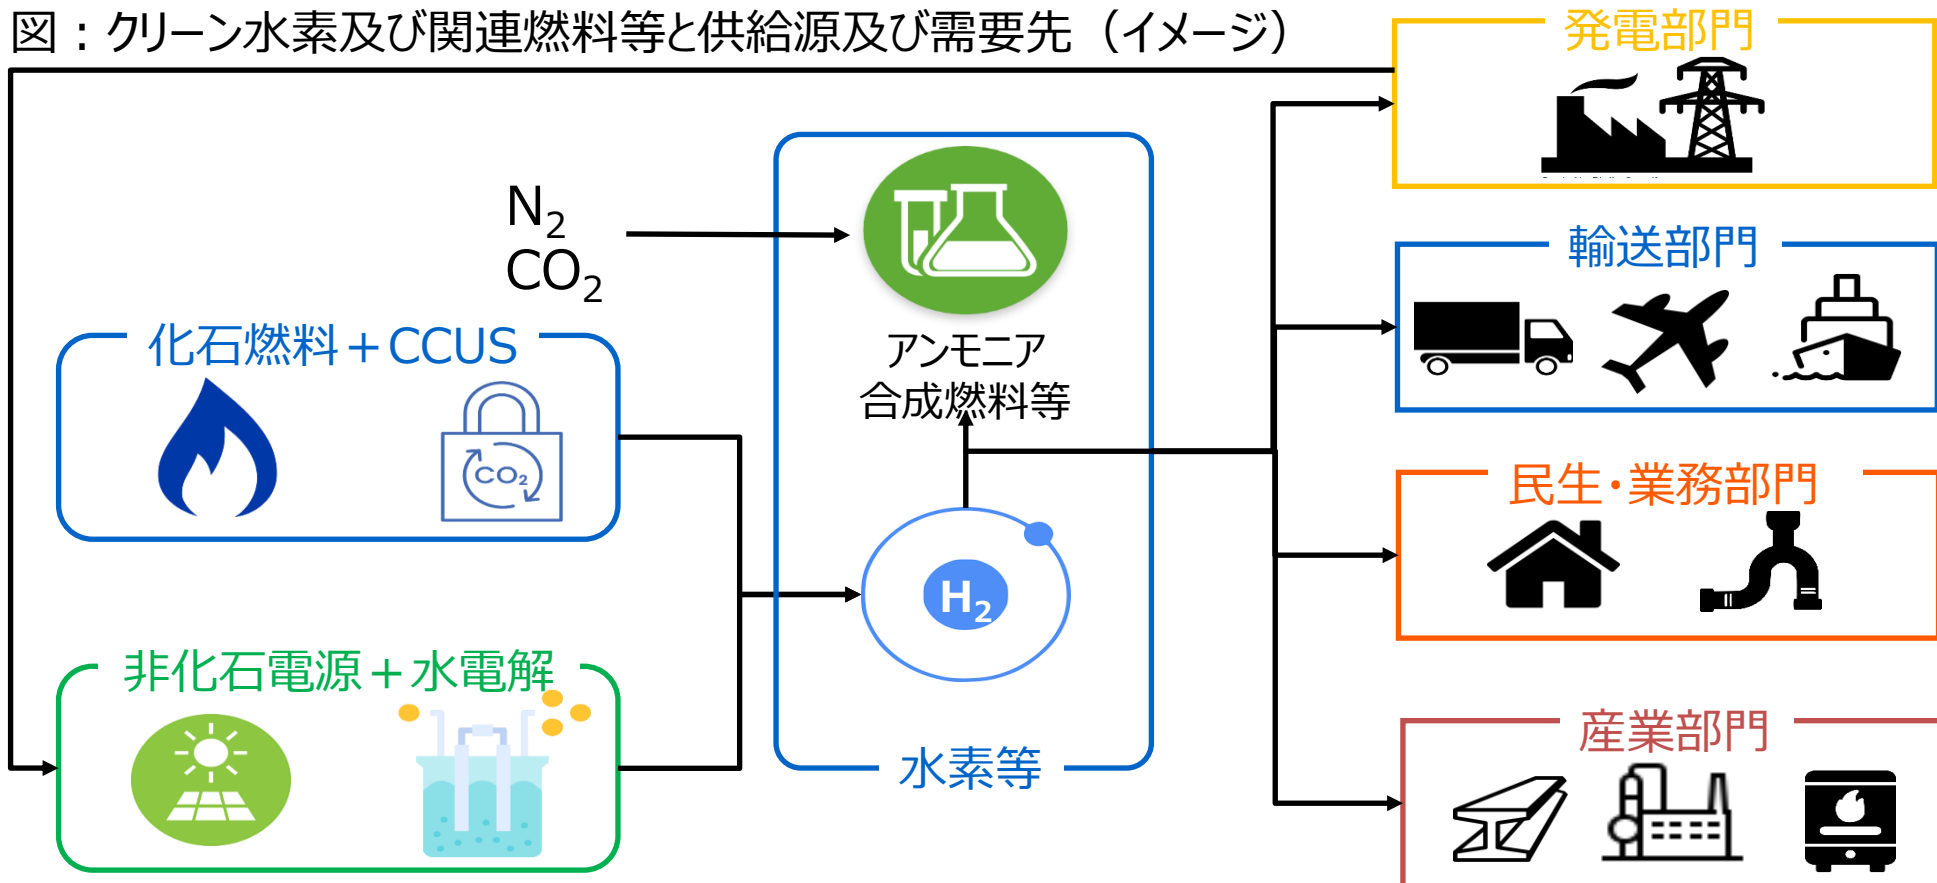 図：クリーン水素及び関連燃料等と供給源及び需要先（イメージ）
発電部門
N2
CO2
輸送部門
化石燃料＋CCUS
アンモニア
合成燃料等
CO2
民生・業務部門
H2
非化石電源＋水電解
水素等
産業部門